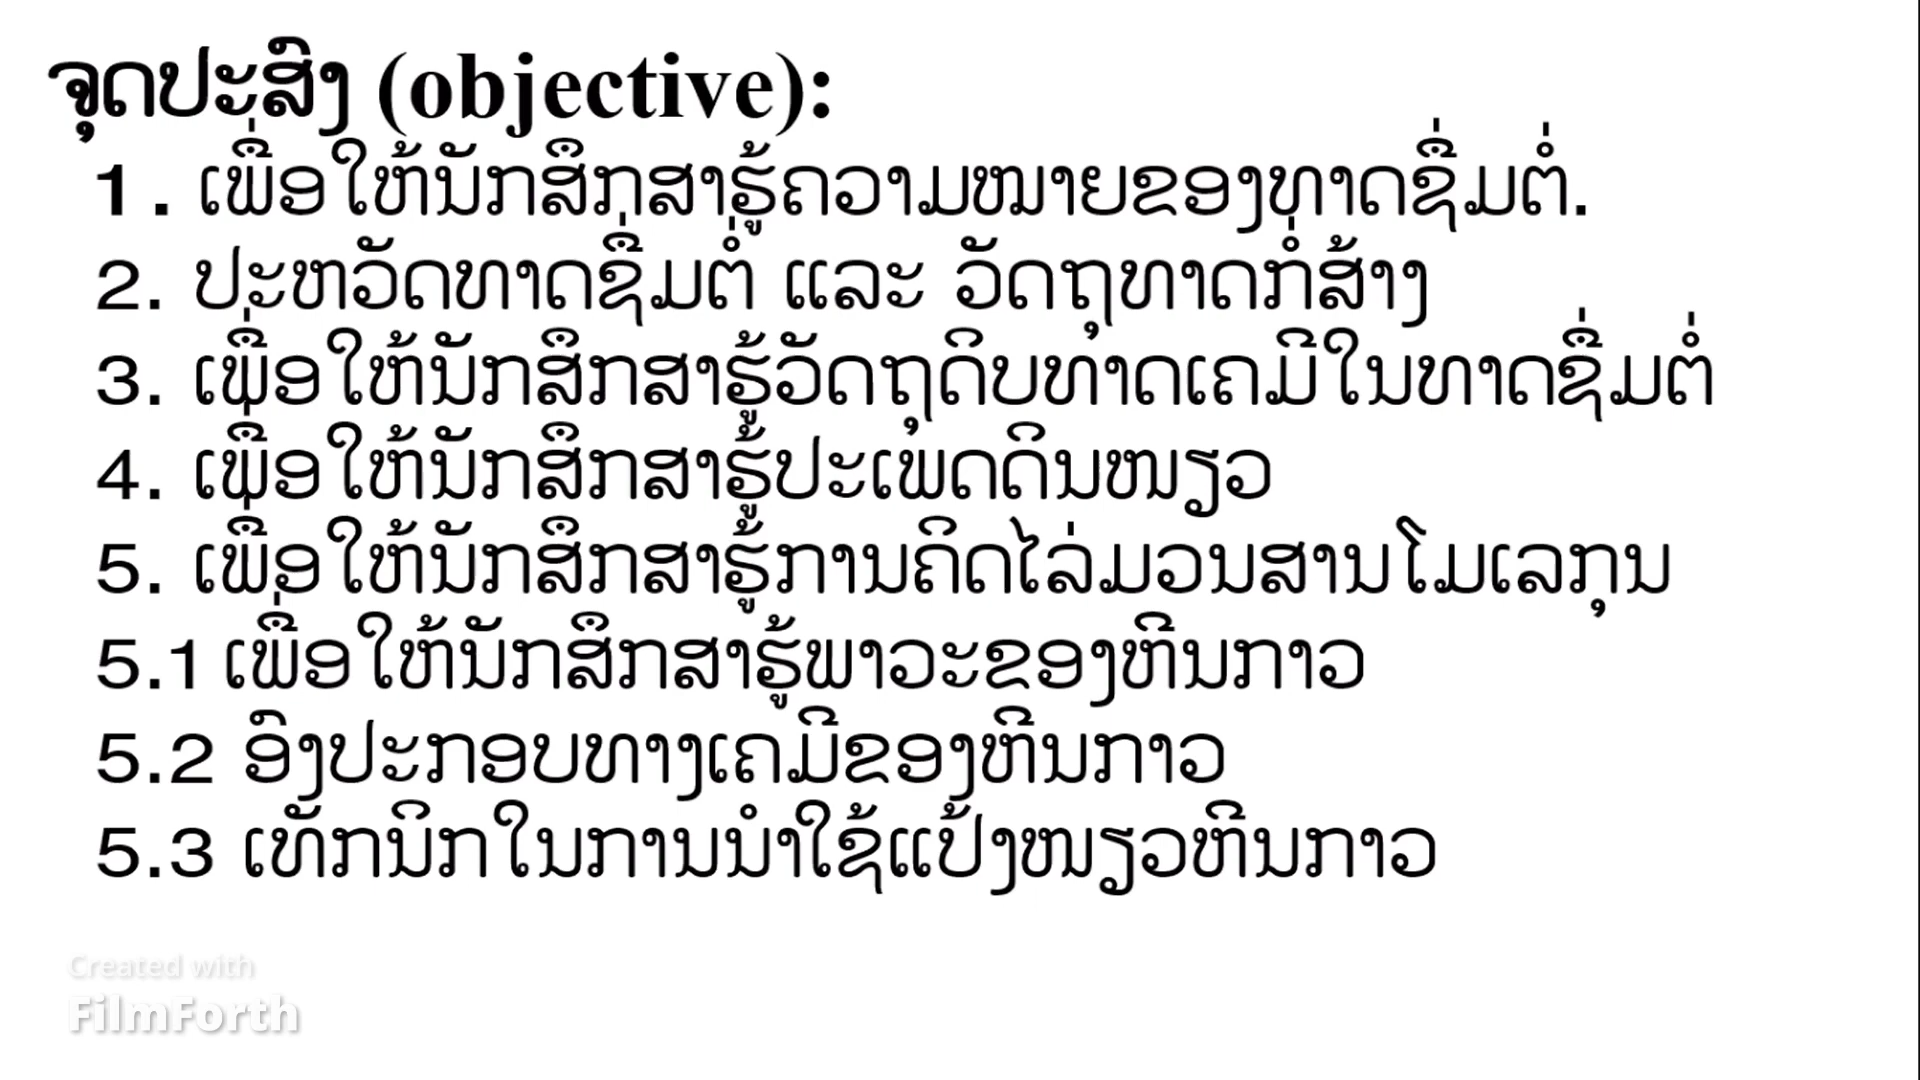 ຈຸດປະສົງ (objective):
1 . ເພື່ອໃຫ້ນັກສຶກສາຮູ້ຄວາມໝາຍຂອງທາດຊື່ມຕໍ່.
2. ປະຫວັດທາດຊື່ມຕໍ່ ແລະ ວັດຖຸທາດກໍ່ສ້າງ
3. ເພື່ອໃຫ້ນັກສຶກສາຮູ້ວັດຖຸດິບທາດເຄມີໃນທາດຊື່ມຕໍ່
4. ເພື່ອໃຫ້ນັກສຶກສາຮູ້ປະເພດດິນໜຽວ
5. ເພື່ອໃຫ້ນັກສຶກສາຮູ້ການຄິດໄລ່ມວນສານໂມເລກຸນ
5.1 ເພື່ອໃຫ້ນັກສຶກສາຮູ້ພາວະຂອງຫີນກາວ
5.2 ອົງປະກອບທາງເຄມີຂອງຫີນກາວ
5.3 ເທັກນິກໃນການນຳໃຊ້ແປ້ງໜຽວຫີນກາວ
Created with
FilmForth